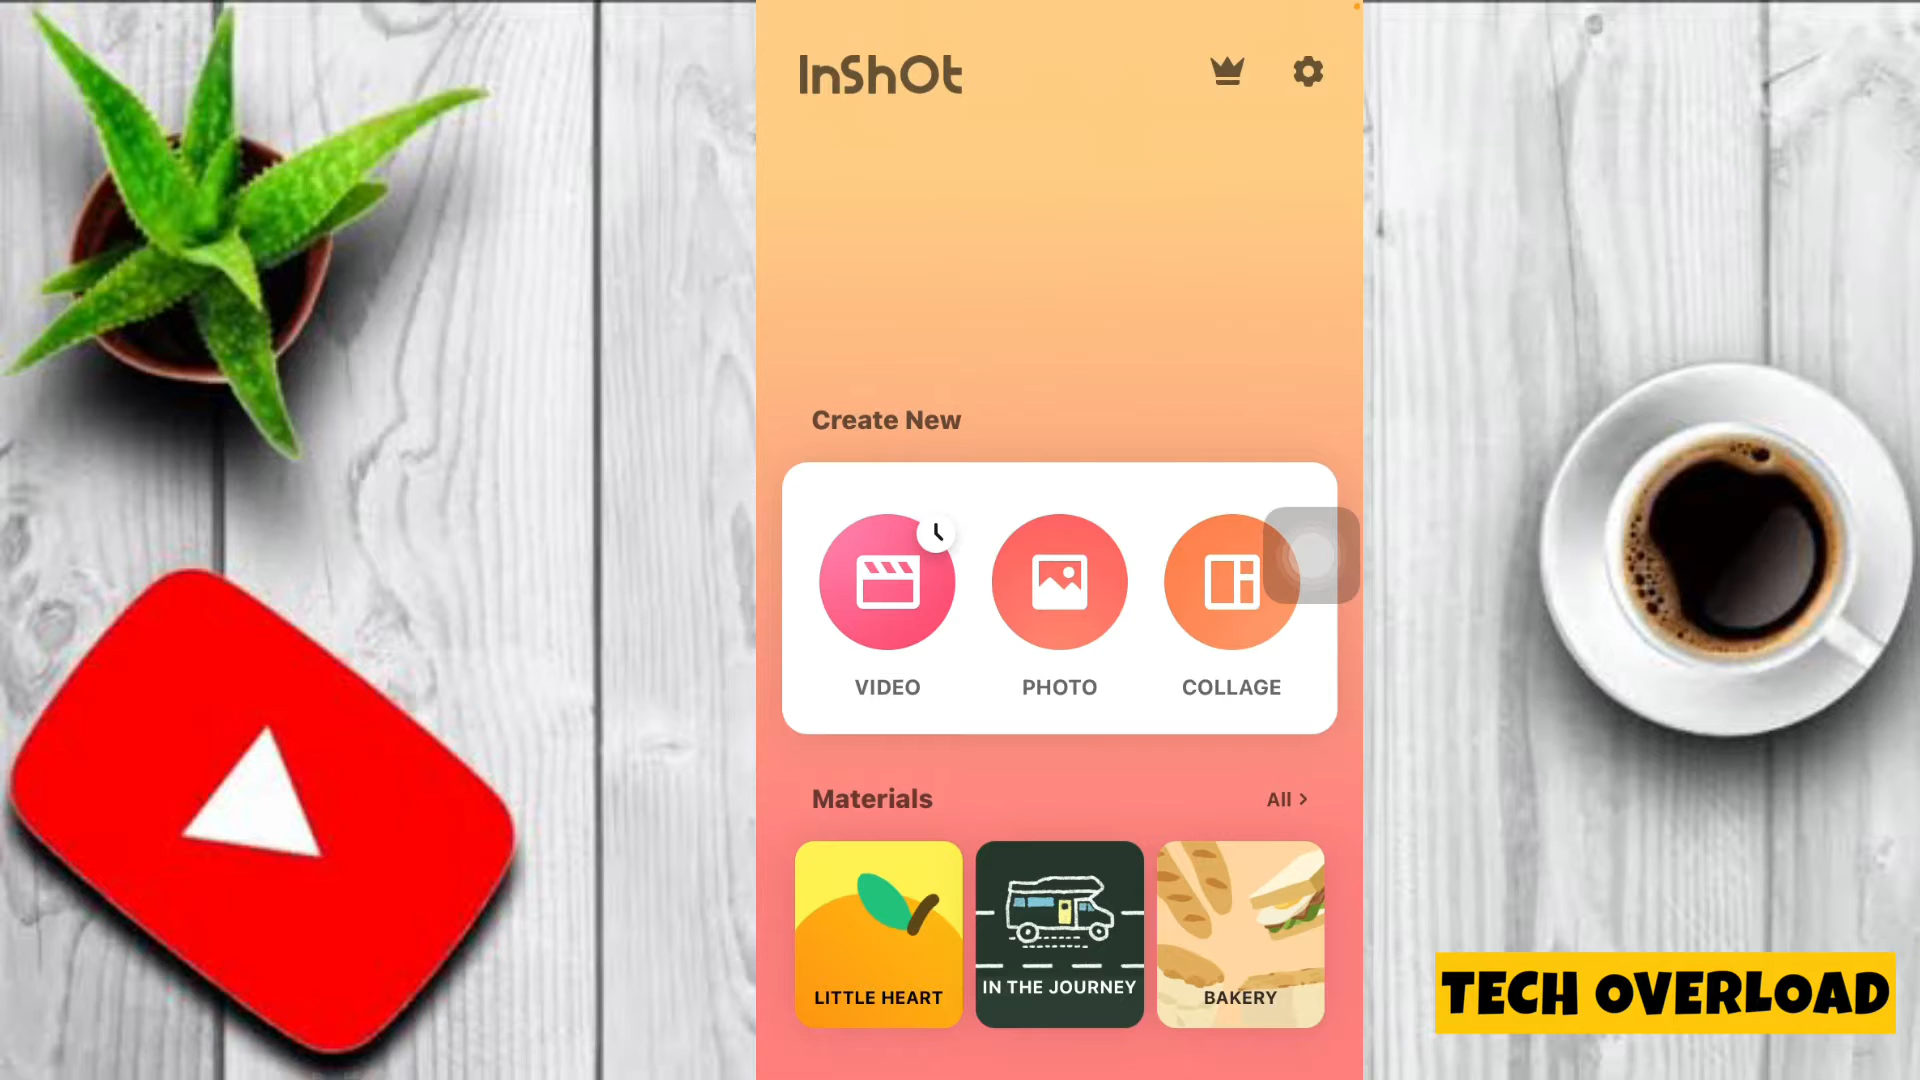 InShOt
Create New
VIDEO
PHOTO
COLLAGE
Materials
All >
LITTLE HEART
IN THE JOURNEY
BAKERY
TECH OVERLOAD